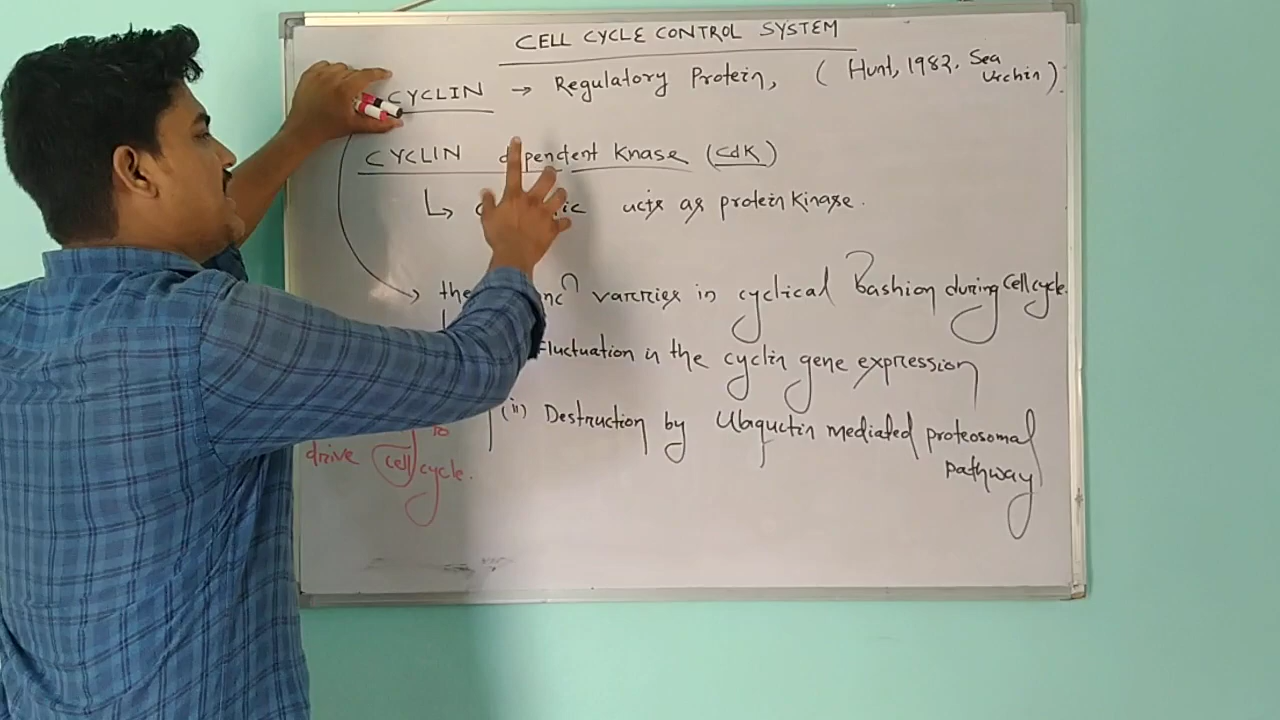 CELL CYCLE CONTROL SYSTEM
CYCLIN → Regulatory Protein, ( Hunt, 1982. Sea Urchin).
CYCLIN dependent Knase (CdK)
↳ acts as protein kinase.
→ the varries in cyclical Fashion during cell cycle.
Fluctuation in the cyclin gene expression
(ii) Destruction by Ubiquctin mediated proteosomal pathway
to
drive cell cycle.